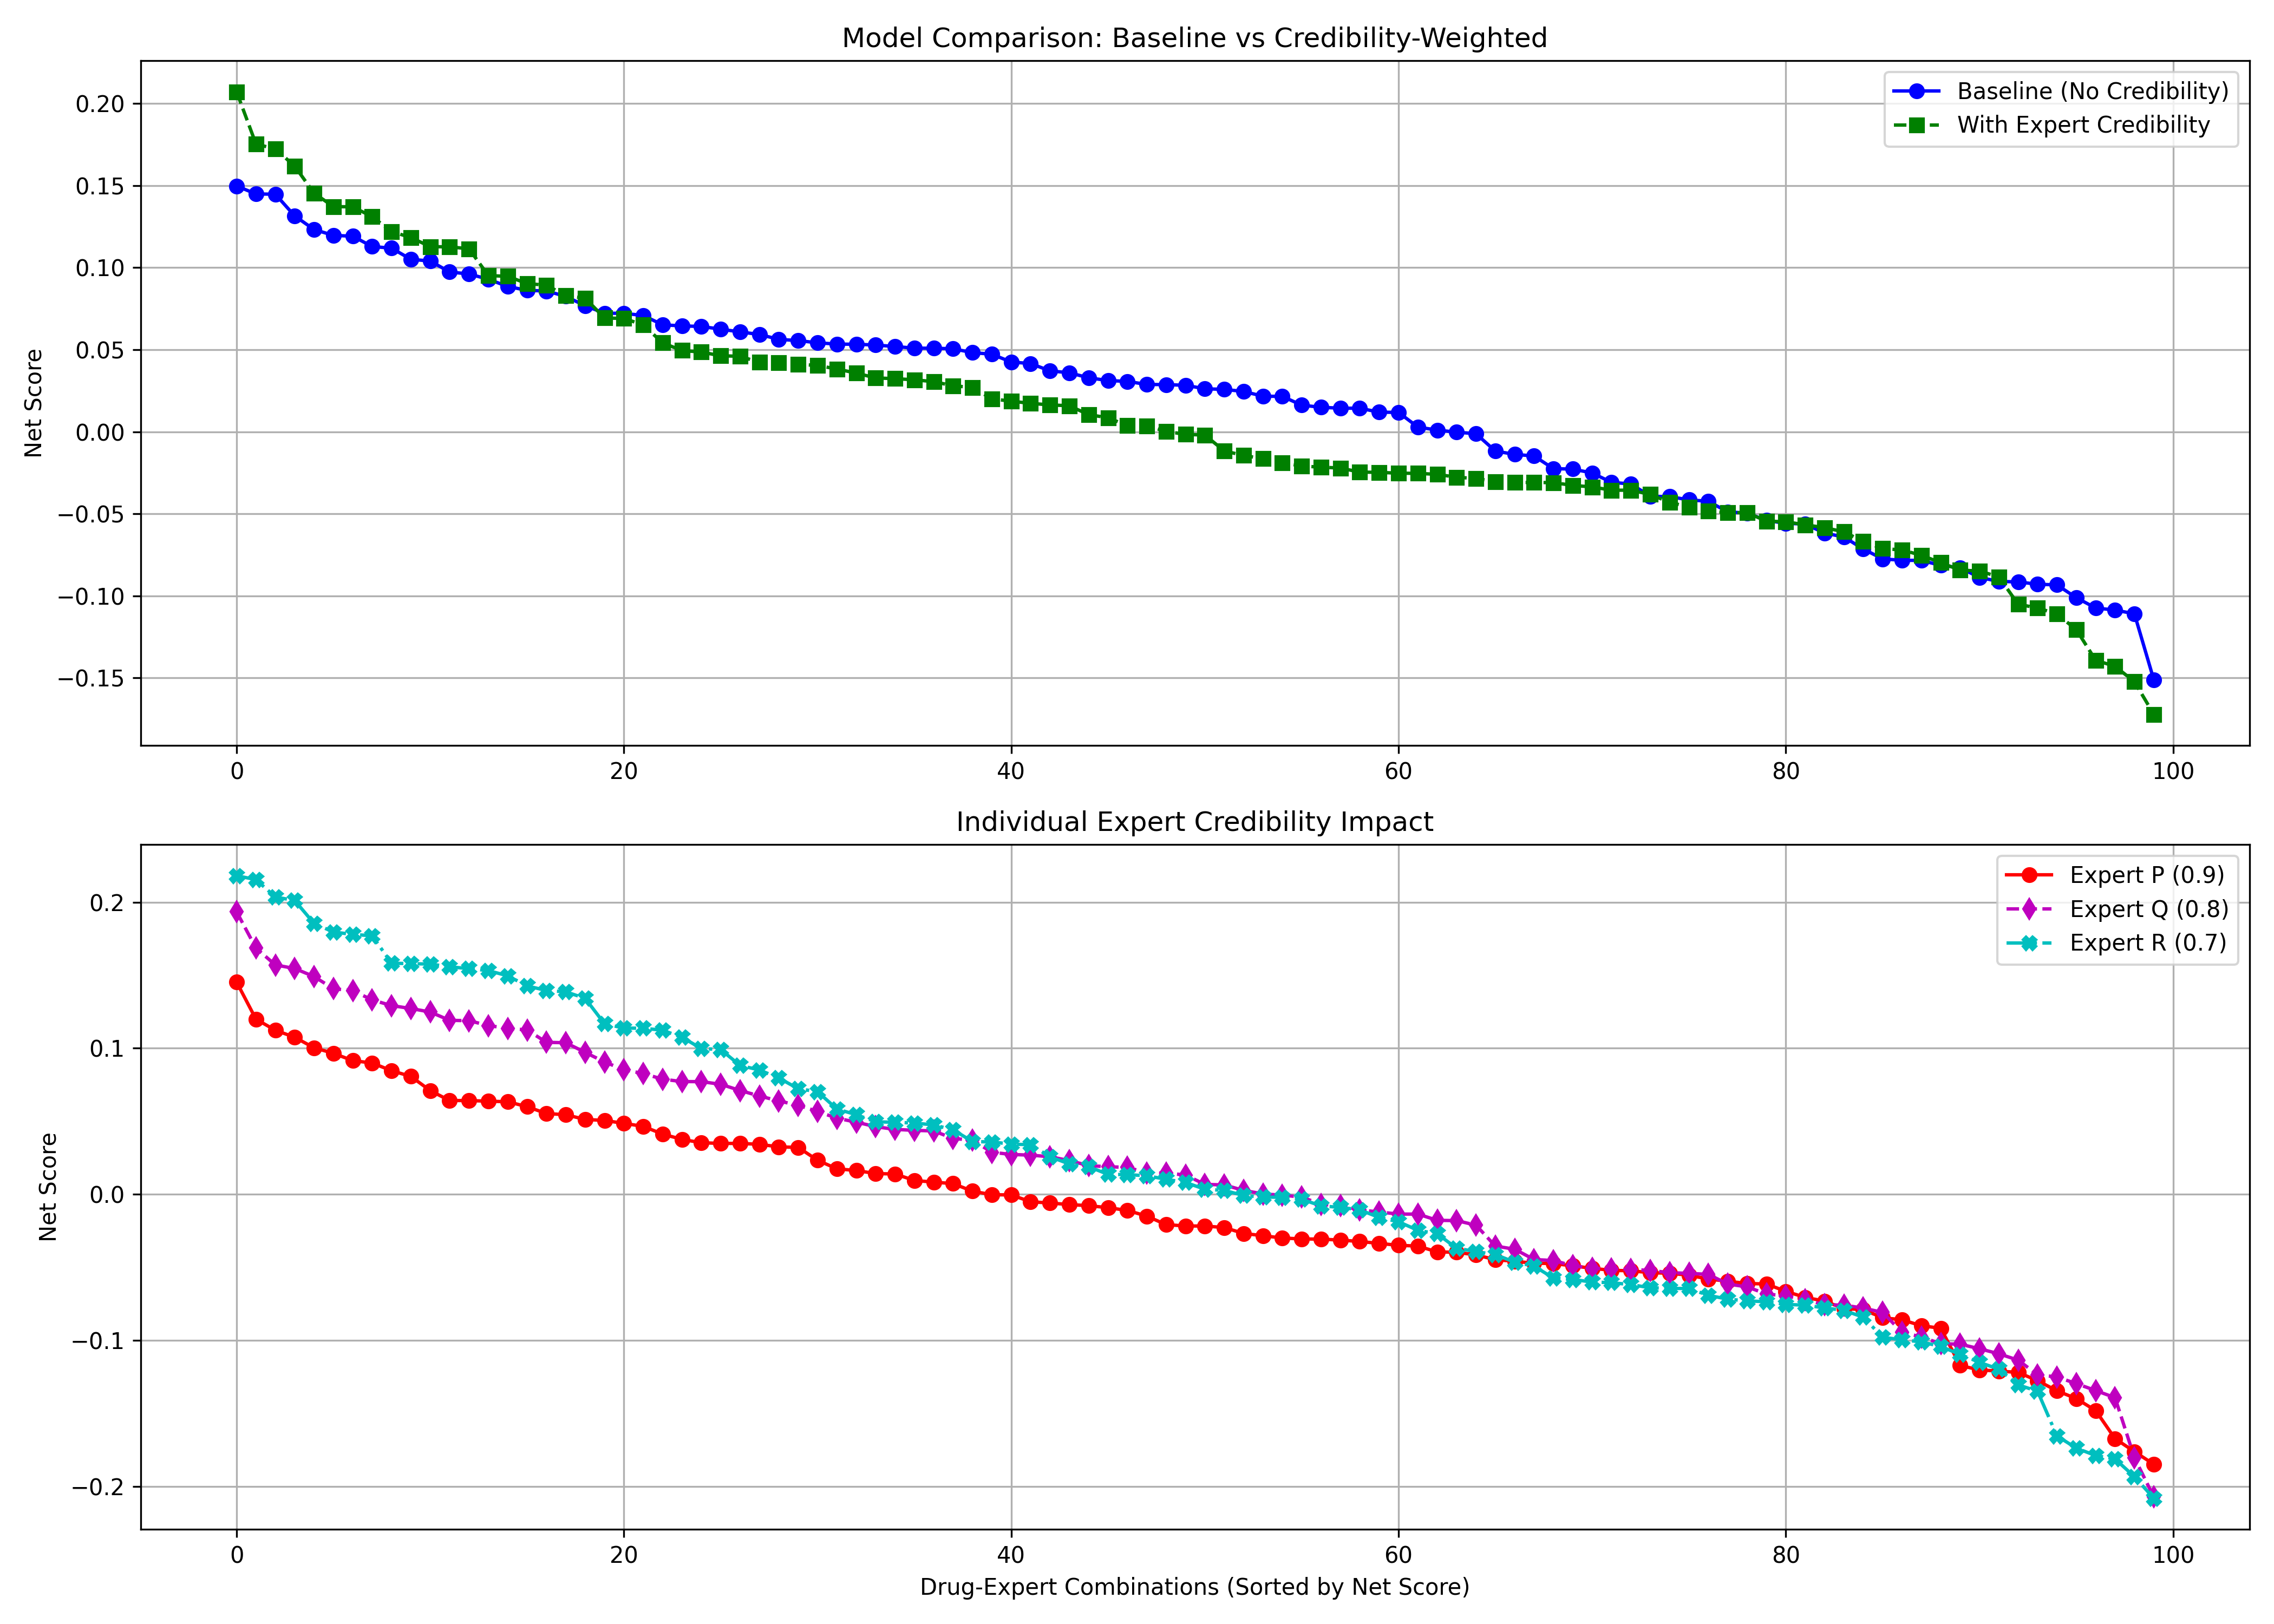 Model Comparison: Baseline vs Credibility-Weighted
Baseline (No Credibility)
With Expert Credibility
Net Score
0.20
0.15
0.10
0.05
0.00
−0.05
−0.10
−0.15
0 20 40 60 80 100
Individual Expert Credibility Impact
Expert P (0.9)
Expert Q (0.8)
Expert R (0.7)
Net Score
0.2
0.1
0.0
−0.1
−0.2
0 20 40 60 80 100
Drug-Expert Combinations (Sorted by Net Score)